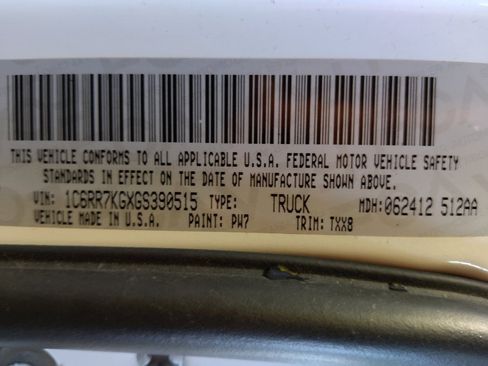 THIS VEHICLE CONFORMS TO ALL APPLICABLE U.S.A. FEDERAL MOTOR VEHICLE SAFETY
STANDARDS IN EFFECT ON THE DATE OF MANUFACTURE SHOWN ABOVE.
VIN: 1C6RR7KGXGS390515 TYPE: TRUCK MDH: 062412 512AA
VEHICLE MADE IN U.S.A. PAINT: PW7 TRIM: TXX8